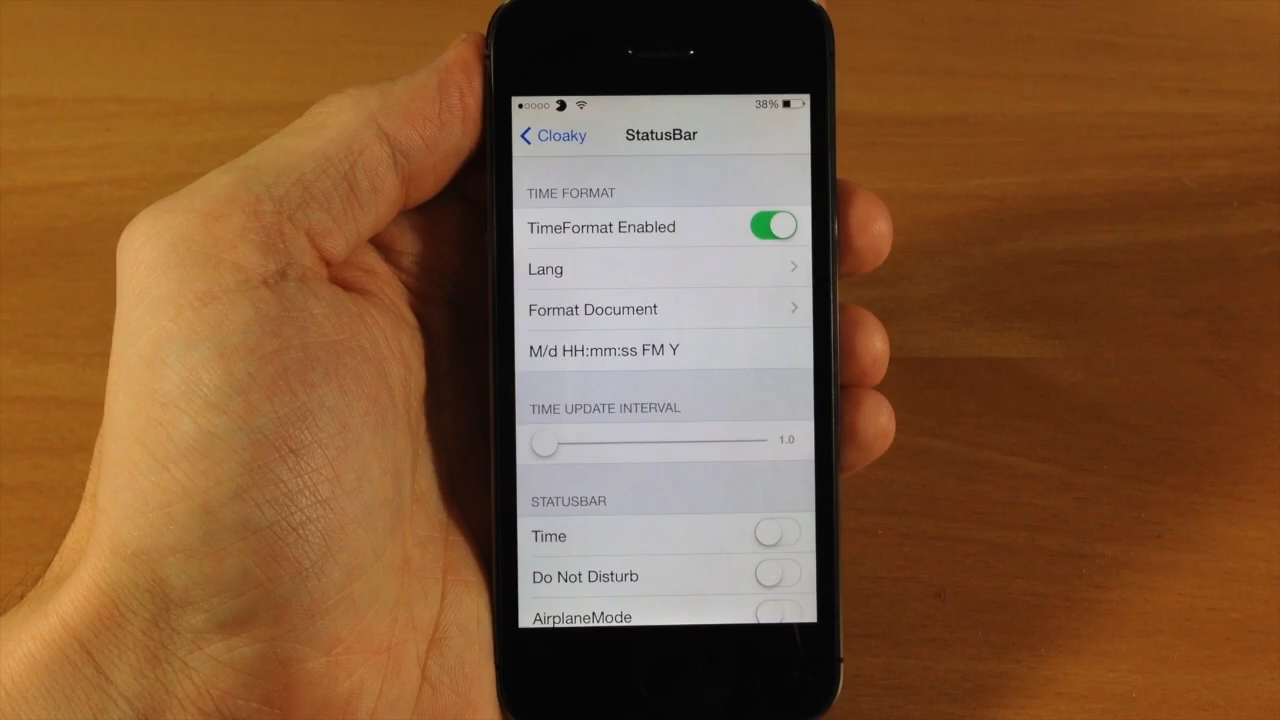 38%
Cloaky StatusBar
TIME FORMAT
TimeFormat Enabled
Lang
Format Document
M/d HH:mm:ss FM Y
TIME UPDATE INTERVAL
1.0
STATUSBAR
Time
Do Not Disturb
AirplaneMode